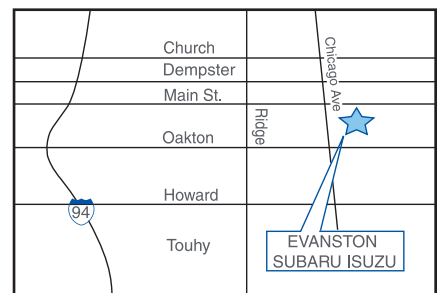 Church
Dempster
Main St.
Oakton
Howard
Touhy
Ridge
Chicago Ave
94
EVANSTON
SUBARU ISUZU